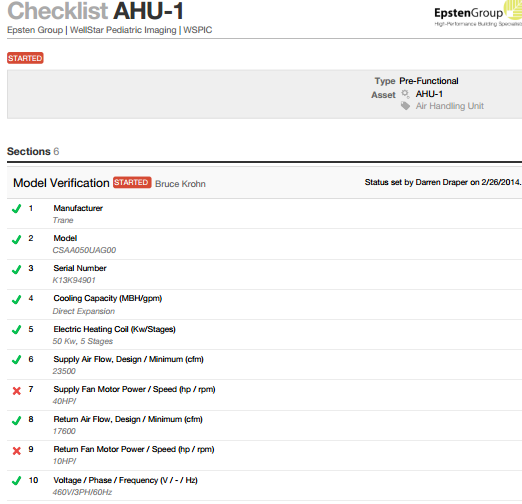 Checklist AHU-1
EpstenGroup
High-Performance Building Specialists
Epsten Group | WellStar Pediatric Imaging | WSPIC
STARTED
Type Pre-Functional
Asset AHU-1
Air Handling Unit
Sections 6
Model Verification STARTED Bruce Krohn Status set by Darren Draper on 2/26/2014.
1 Manufacturer
Trane
2 Model
CSAA050UAG00
3 Serial Number
K13K94901
4 Cooling Capacity (MBH/gpm)
Direct Expansion
5 Electric Heating Coil (Kw/Stages)
50 Kw, 5 Stages
6 Supply Air Flow, Design / Minimum (cfm)
23500
7 Supply Fan Motor Power / Speed (hp / rpm)
40HP/
8 Return Air Flow, Design / Minimum (cfm)
17600
9 Return Fan Motor Power / Speed (hp / rpm)
10HP/
10 Voltage / Phase / Frequency (V / - / Hz)
460V/3PH/60Hz